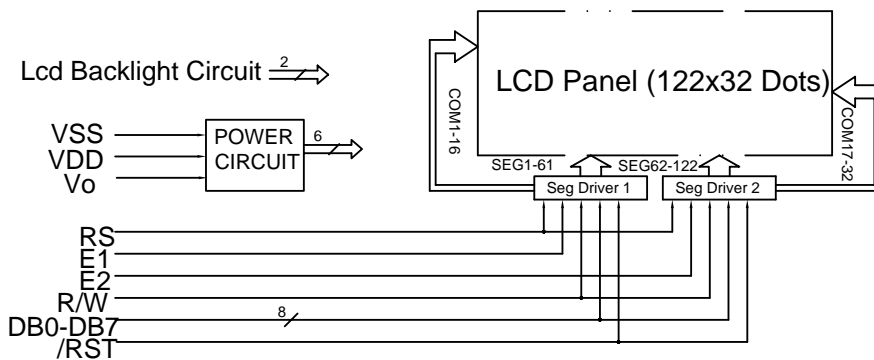 Lcd Backlight Circuit
2
LCD Panel (122x32 Dots)
COM1-16
COM17-32
VSS
VDD
Vo
POWER
CIRCUIT
6
SEG1-61
SEG62-122
Seg Driver 1
Seg Driver 2
RS
E1
E2
R/W
DB0-DB7
8
/RST